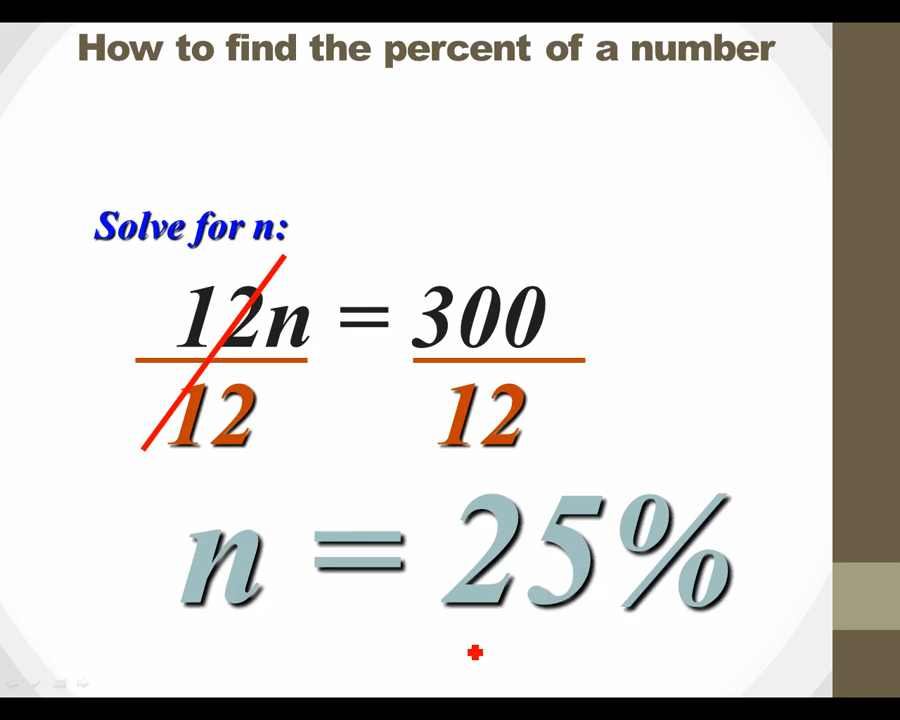 How to find the percent of a number
Solve for n:
12n = 300
12 12
n = 25%